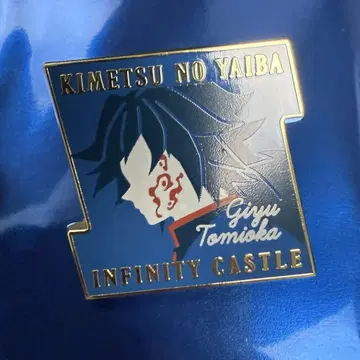 KIMETSU NO YAIBA
Giyu
Tomioka
INFINITY CASTLE